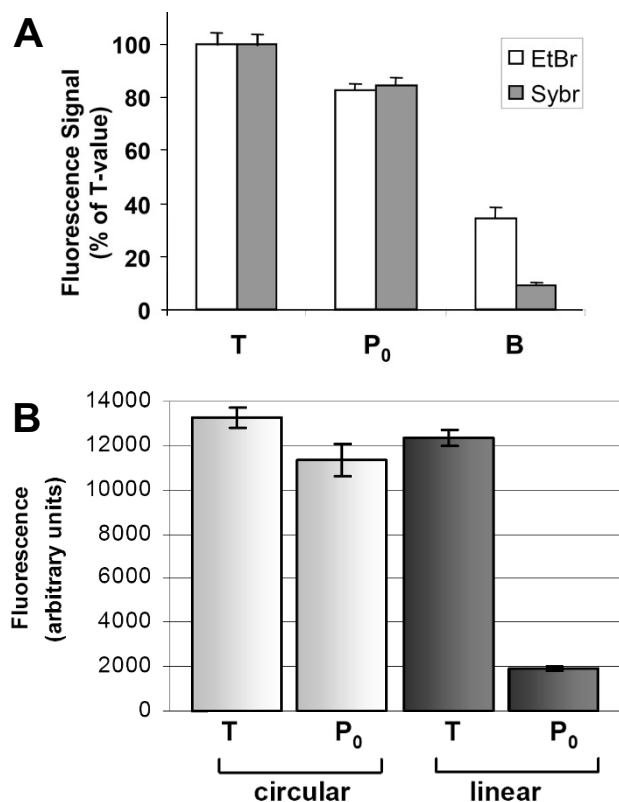 A
Fluorescence Signal
(% of T-value)
100
80
60
40
20
0
EtBr
Sybr
T P₀ B
B
Fluorescence
(arbitrary units)
14000
12000
10000
8000
6000
4000
2000
0
T P₀ T P₀
circular linear